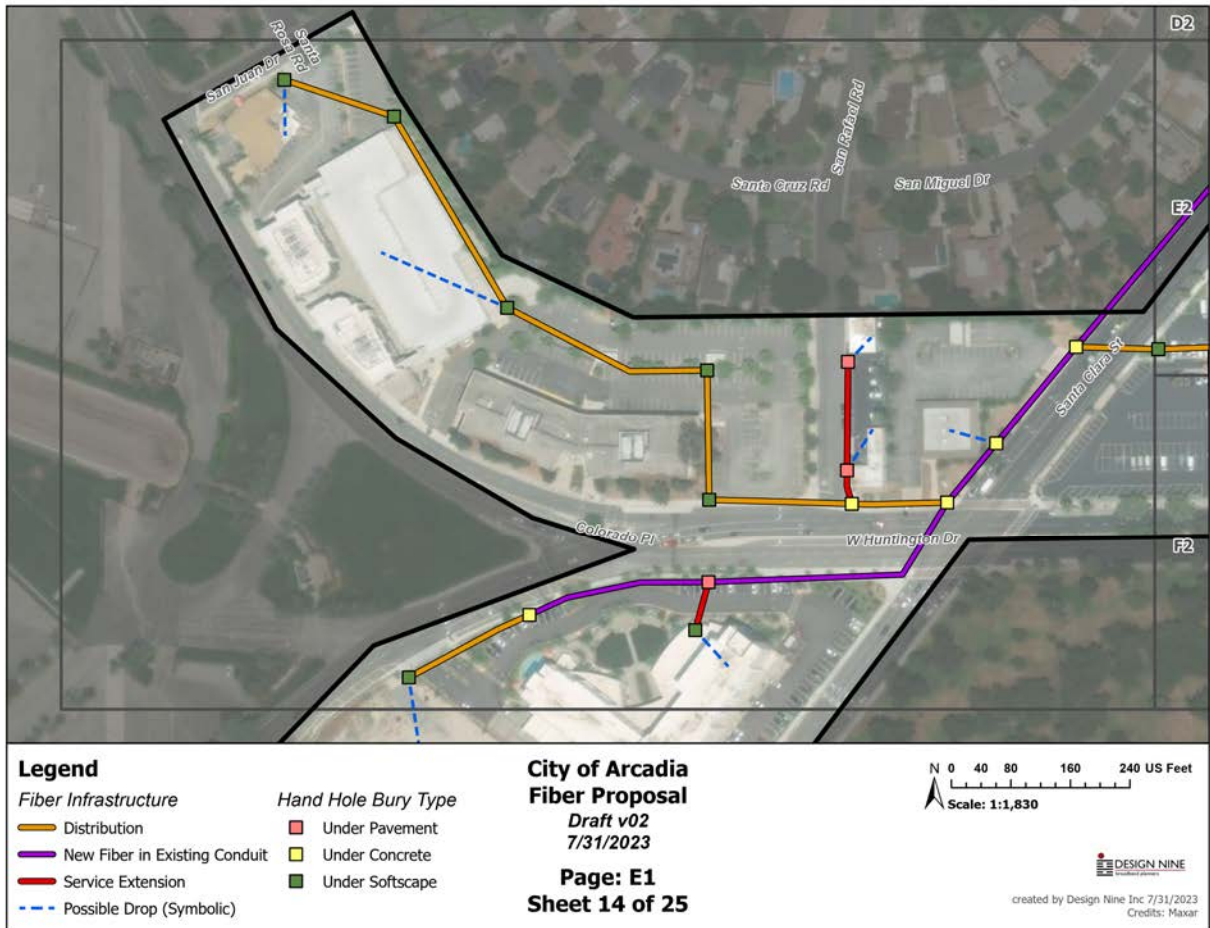 D2
San Juan Dr
Santa
Rosa Rd
San Rafael Rd
Santa Cruz Rd
San Miguel Dr
E2
Santa Clara St
Colorado Pl
W Huntington Dr
F2
Legend
Fiber Infrastructure
Distribution
New Fiber in Existing Conduit
Service Extension
Possible Drop (Symbolic)
Hand Hole Bury Type
Under Pavement
Under Concrete
Under Softscape
City of Arcadia
Fiber Proposal
Draft v02
7/31/2023
Page: E1
Sheet 14 of 25
N 0 40 80 160 240 US Feet
Scale: 1:1,830
DESIGN NINE
broadband planners
created by Design Nine Inc 7/31/2023
Credits: Maxar